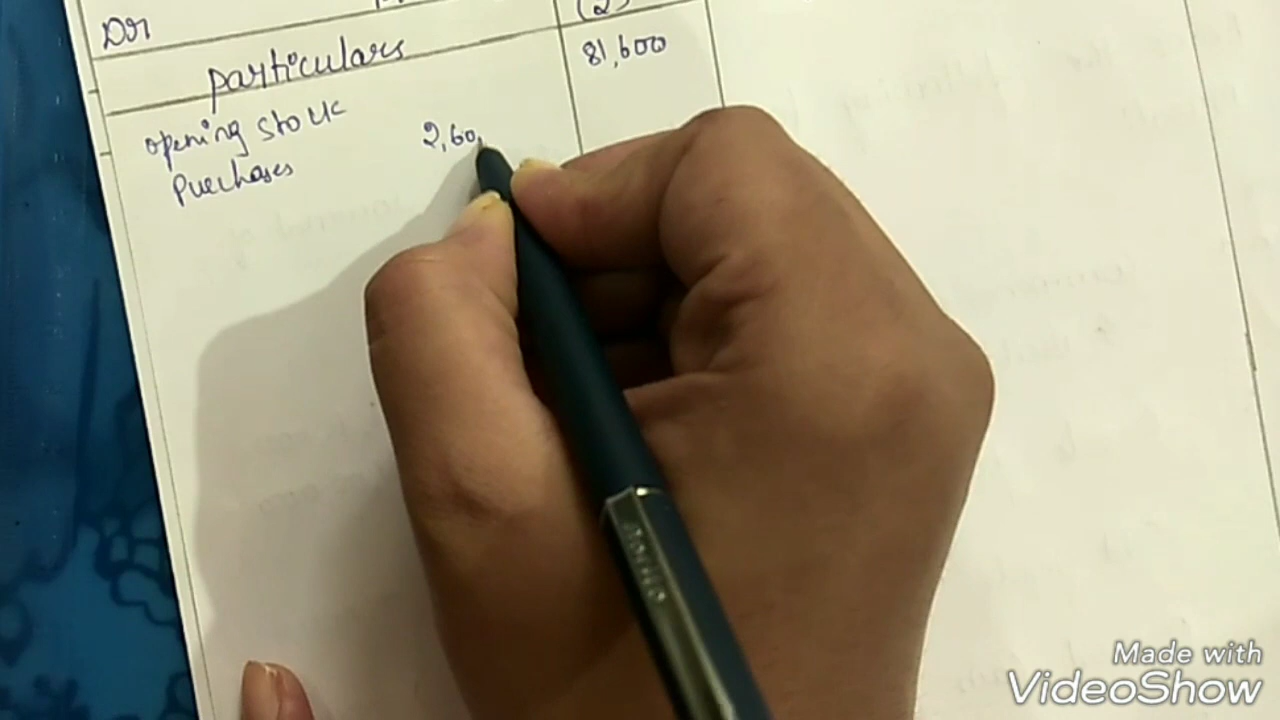 Dr
Particulars
81,600
Opening stock
Purchases 2,60,
Made with
VideoShow